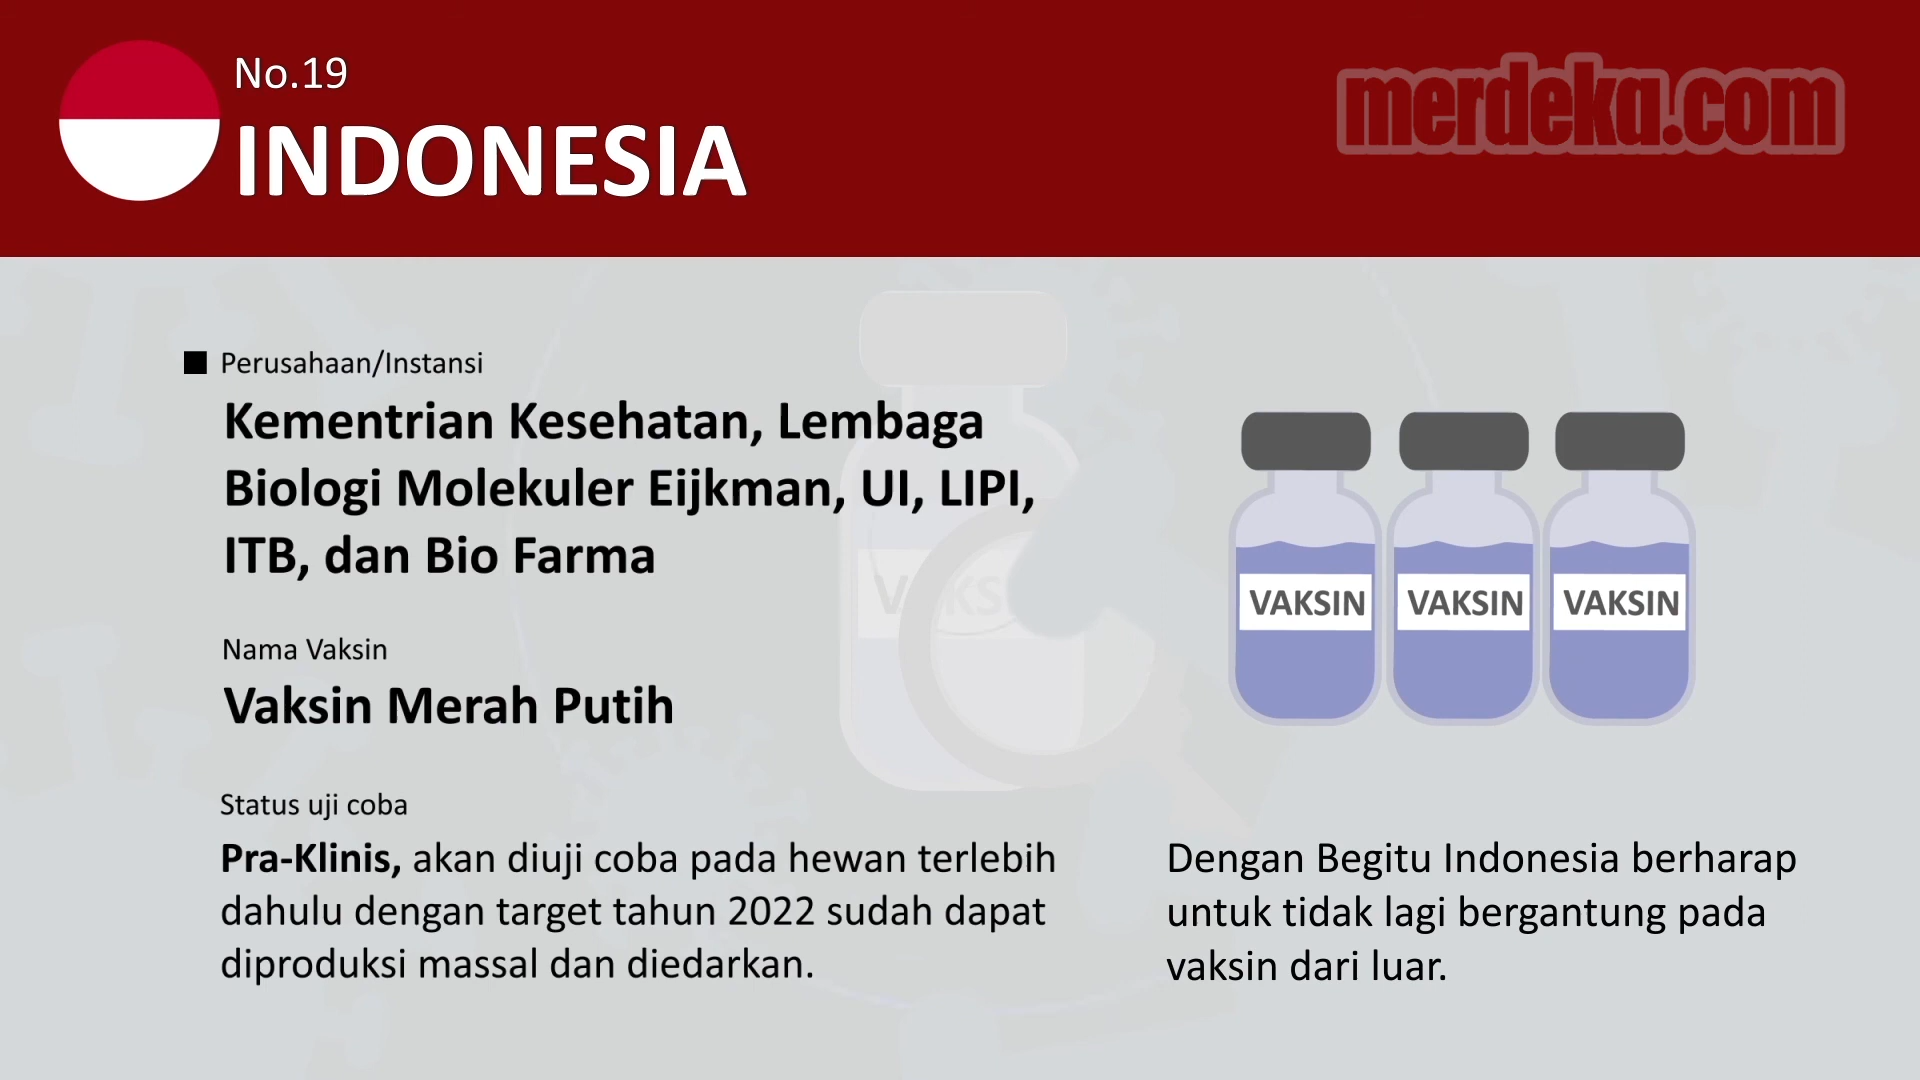 No.19
INDONESIA
merdeka.com
Perusahaan/Instansi
Kementrian Kesehatan, Lembaga
Biologi Molekuler Eijkman, UI, LIPI,
ITB, dan Bio Farma
VAKSIN VAKSIN VAKSIN
Nama Vaksin
Vaksin Merah Putih
Status uji coba
Pra-Klinis, akan diuji coba pada hewan terlebih
dahulu dengan target tahun 2022 sudah dapat
diproduksi massal dan diedarkan.
Dengan Begitu Indonesia berharap
untuk tidak lagi bergantung pada
vaksin dari luar.